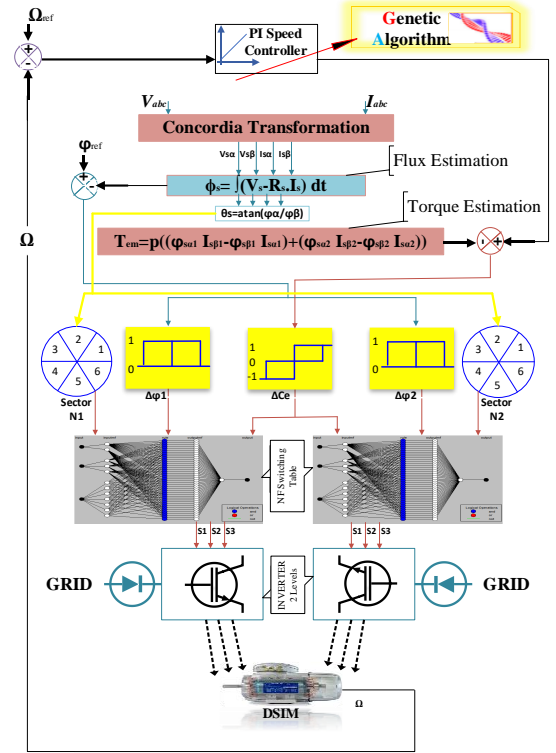 Ωref
PI Speed
Controller
Genetic
Algorithm
Vabc
Iabc
Concordia Transformation
Vsα Vsβ Isα Isβ
φref
Flux Estimation
ϕs= ∫(Vs-Rs.Is) dt
θs=atan(φα/φβ)
Torque Estimation
Tem=p((φsα1 Isβ1-φsβ1 Isα1)+(φsα2 Isβ2-φsβ2 Isα2))
Ω
3 2 1
4 5 6
Sector
N1
1
0
Δφ1
1
0
-1
ΔCe
1
0
Δφ2
3 2 1
4 5 6
Sector
N2
NF Switching
Table
S1 S2 S3
S1 S2 S3
GRID
INVERTER
2 Levels
GRID
DSIM
Ω